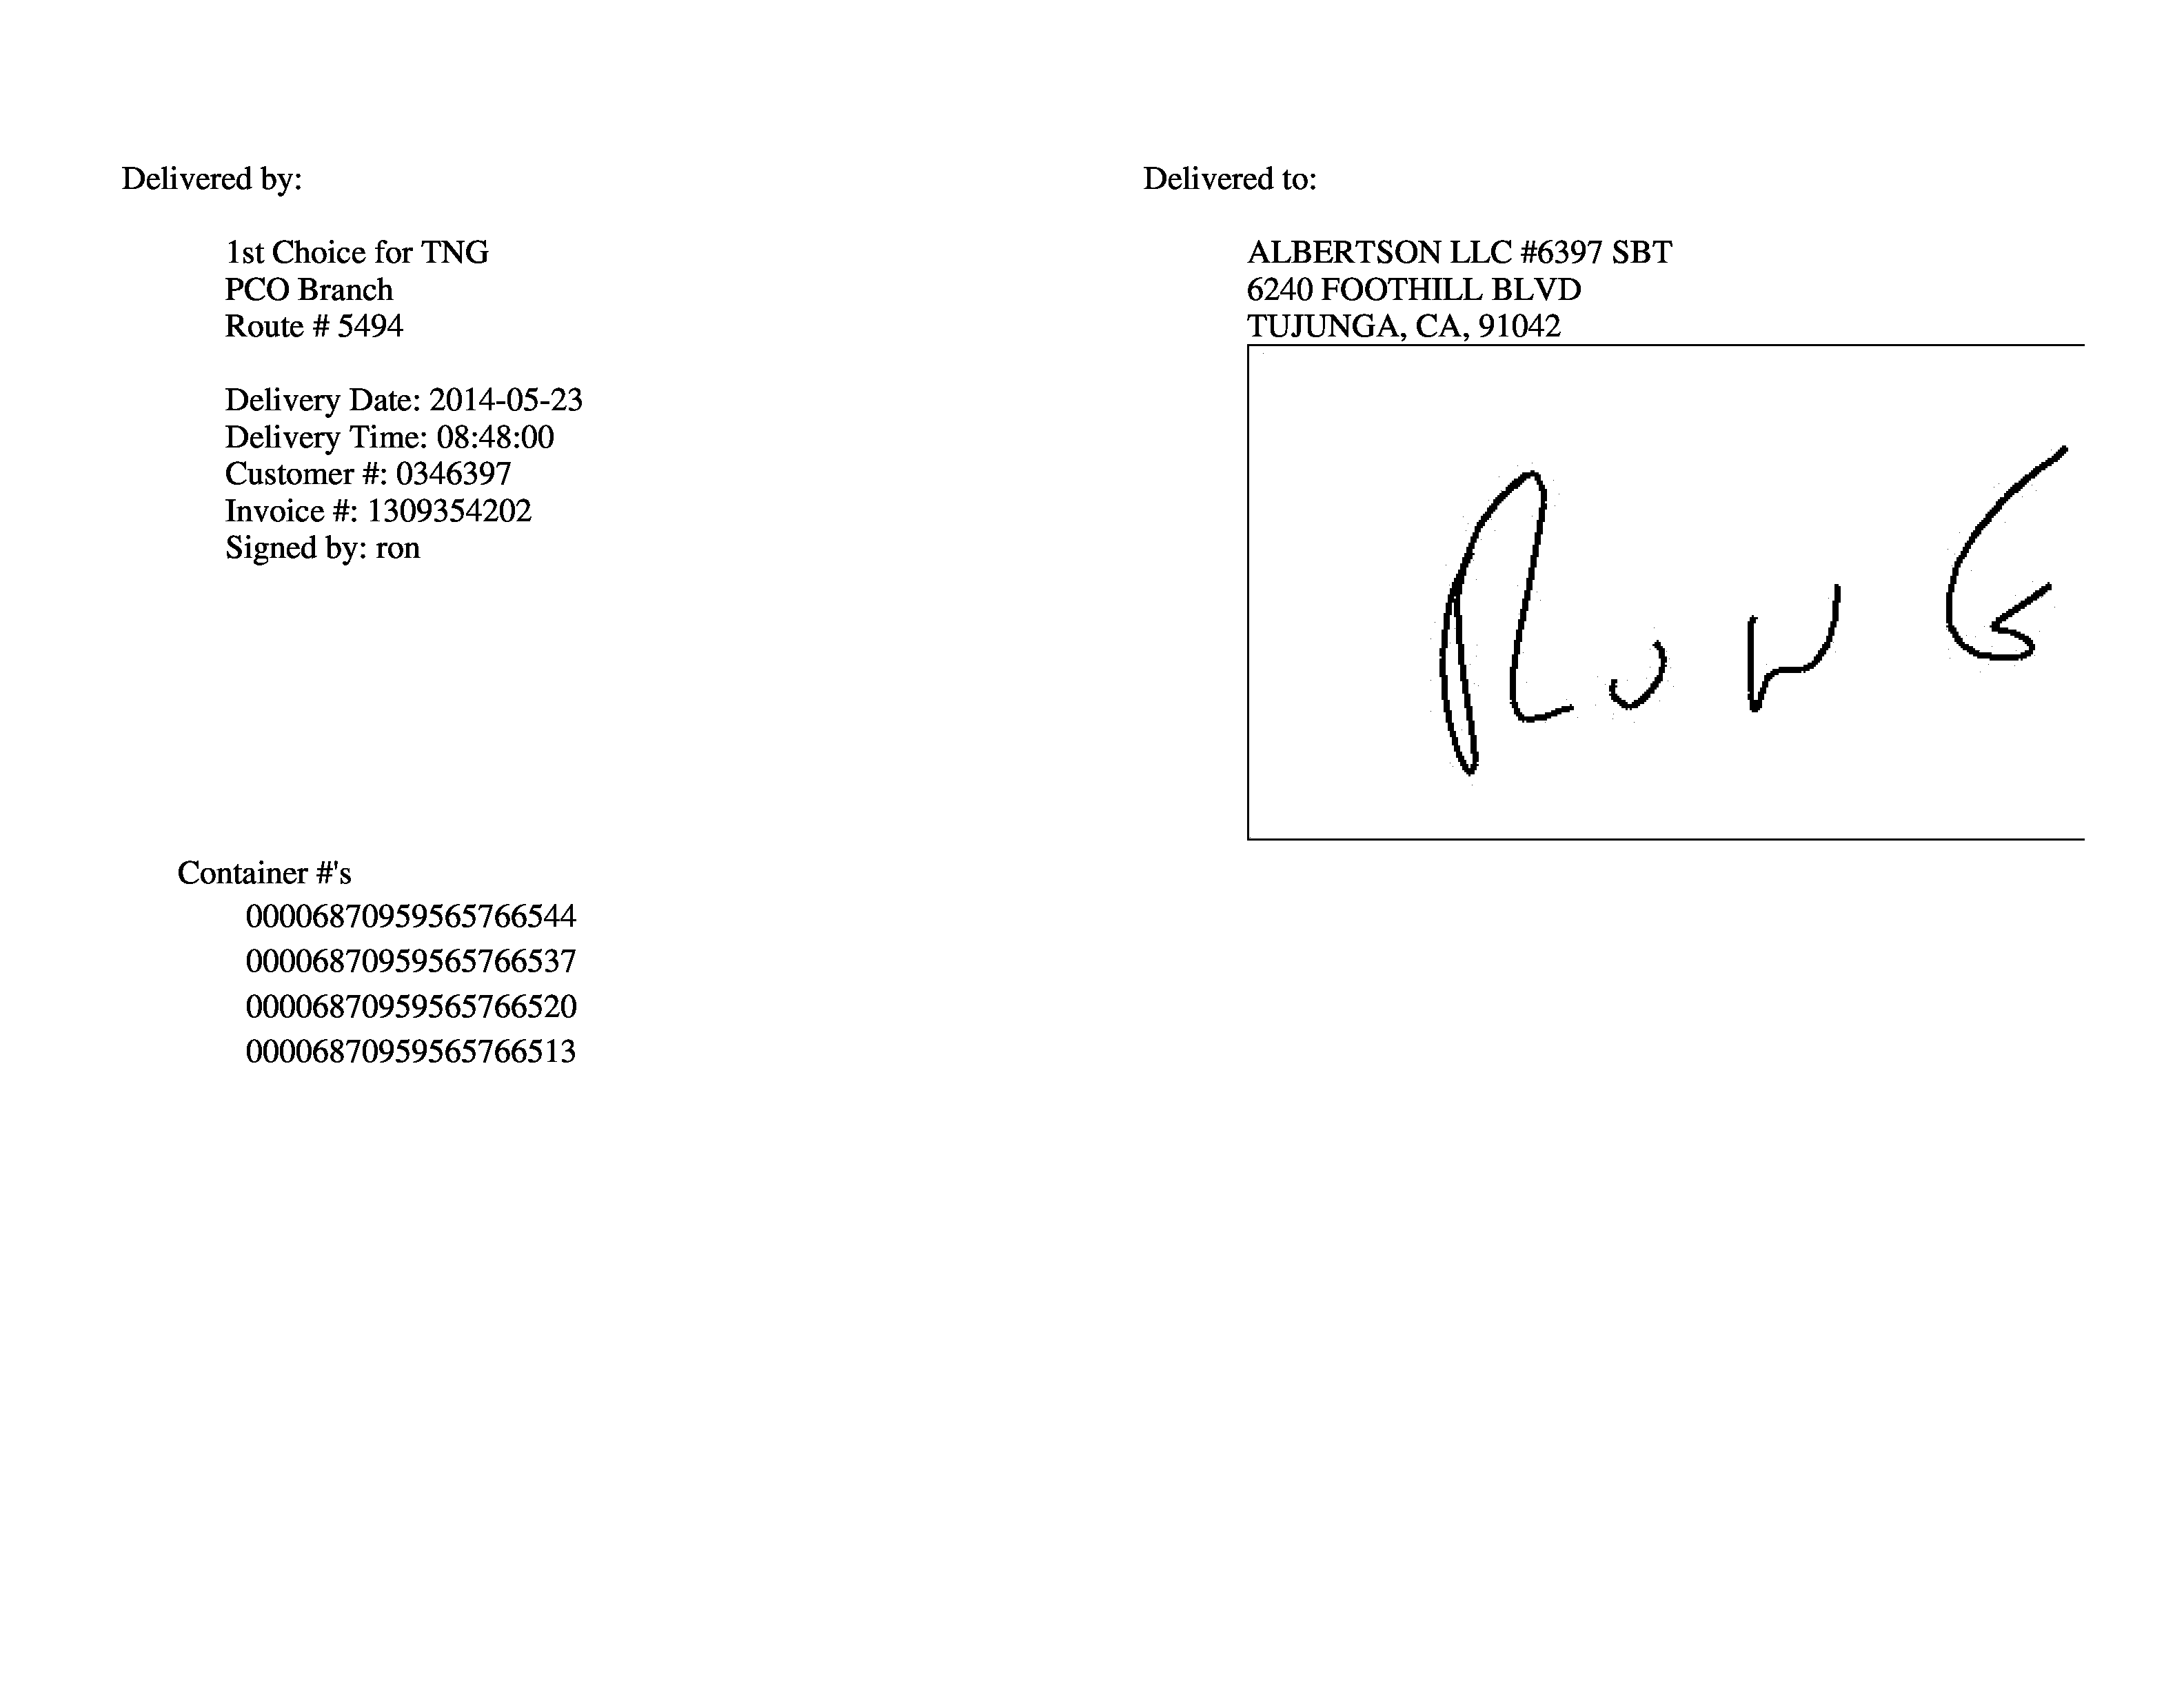 Delivered by:
1st Choice for TNG
PCO Branch
Route # 5494
Delivery Date: 2014-05-23
Delivery Time: 08:48:00
Customer #: 0346397
Invoice #: 1309354202
Signed by: ron
Delivered to:
ALBERTSON LLC #6397 SBT
6240 FOOTHILL BLVD
TUJUNGA, CA, 91042
Ron G
Container #'s
00006870959565766544
00006870959565766537
00006870959565766520
00006870959565766513